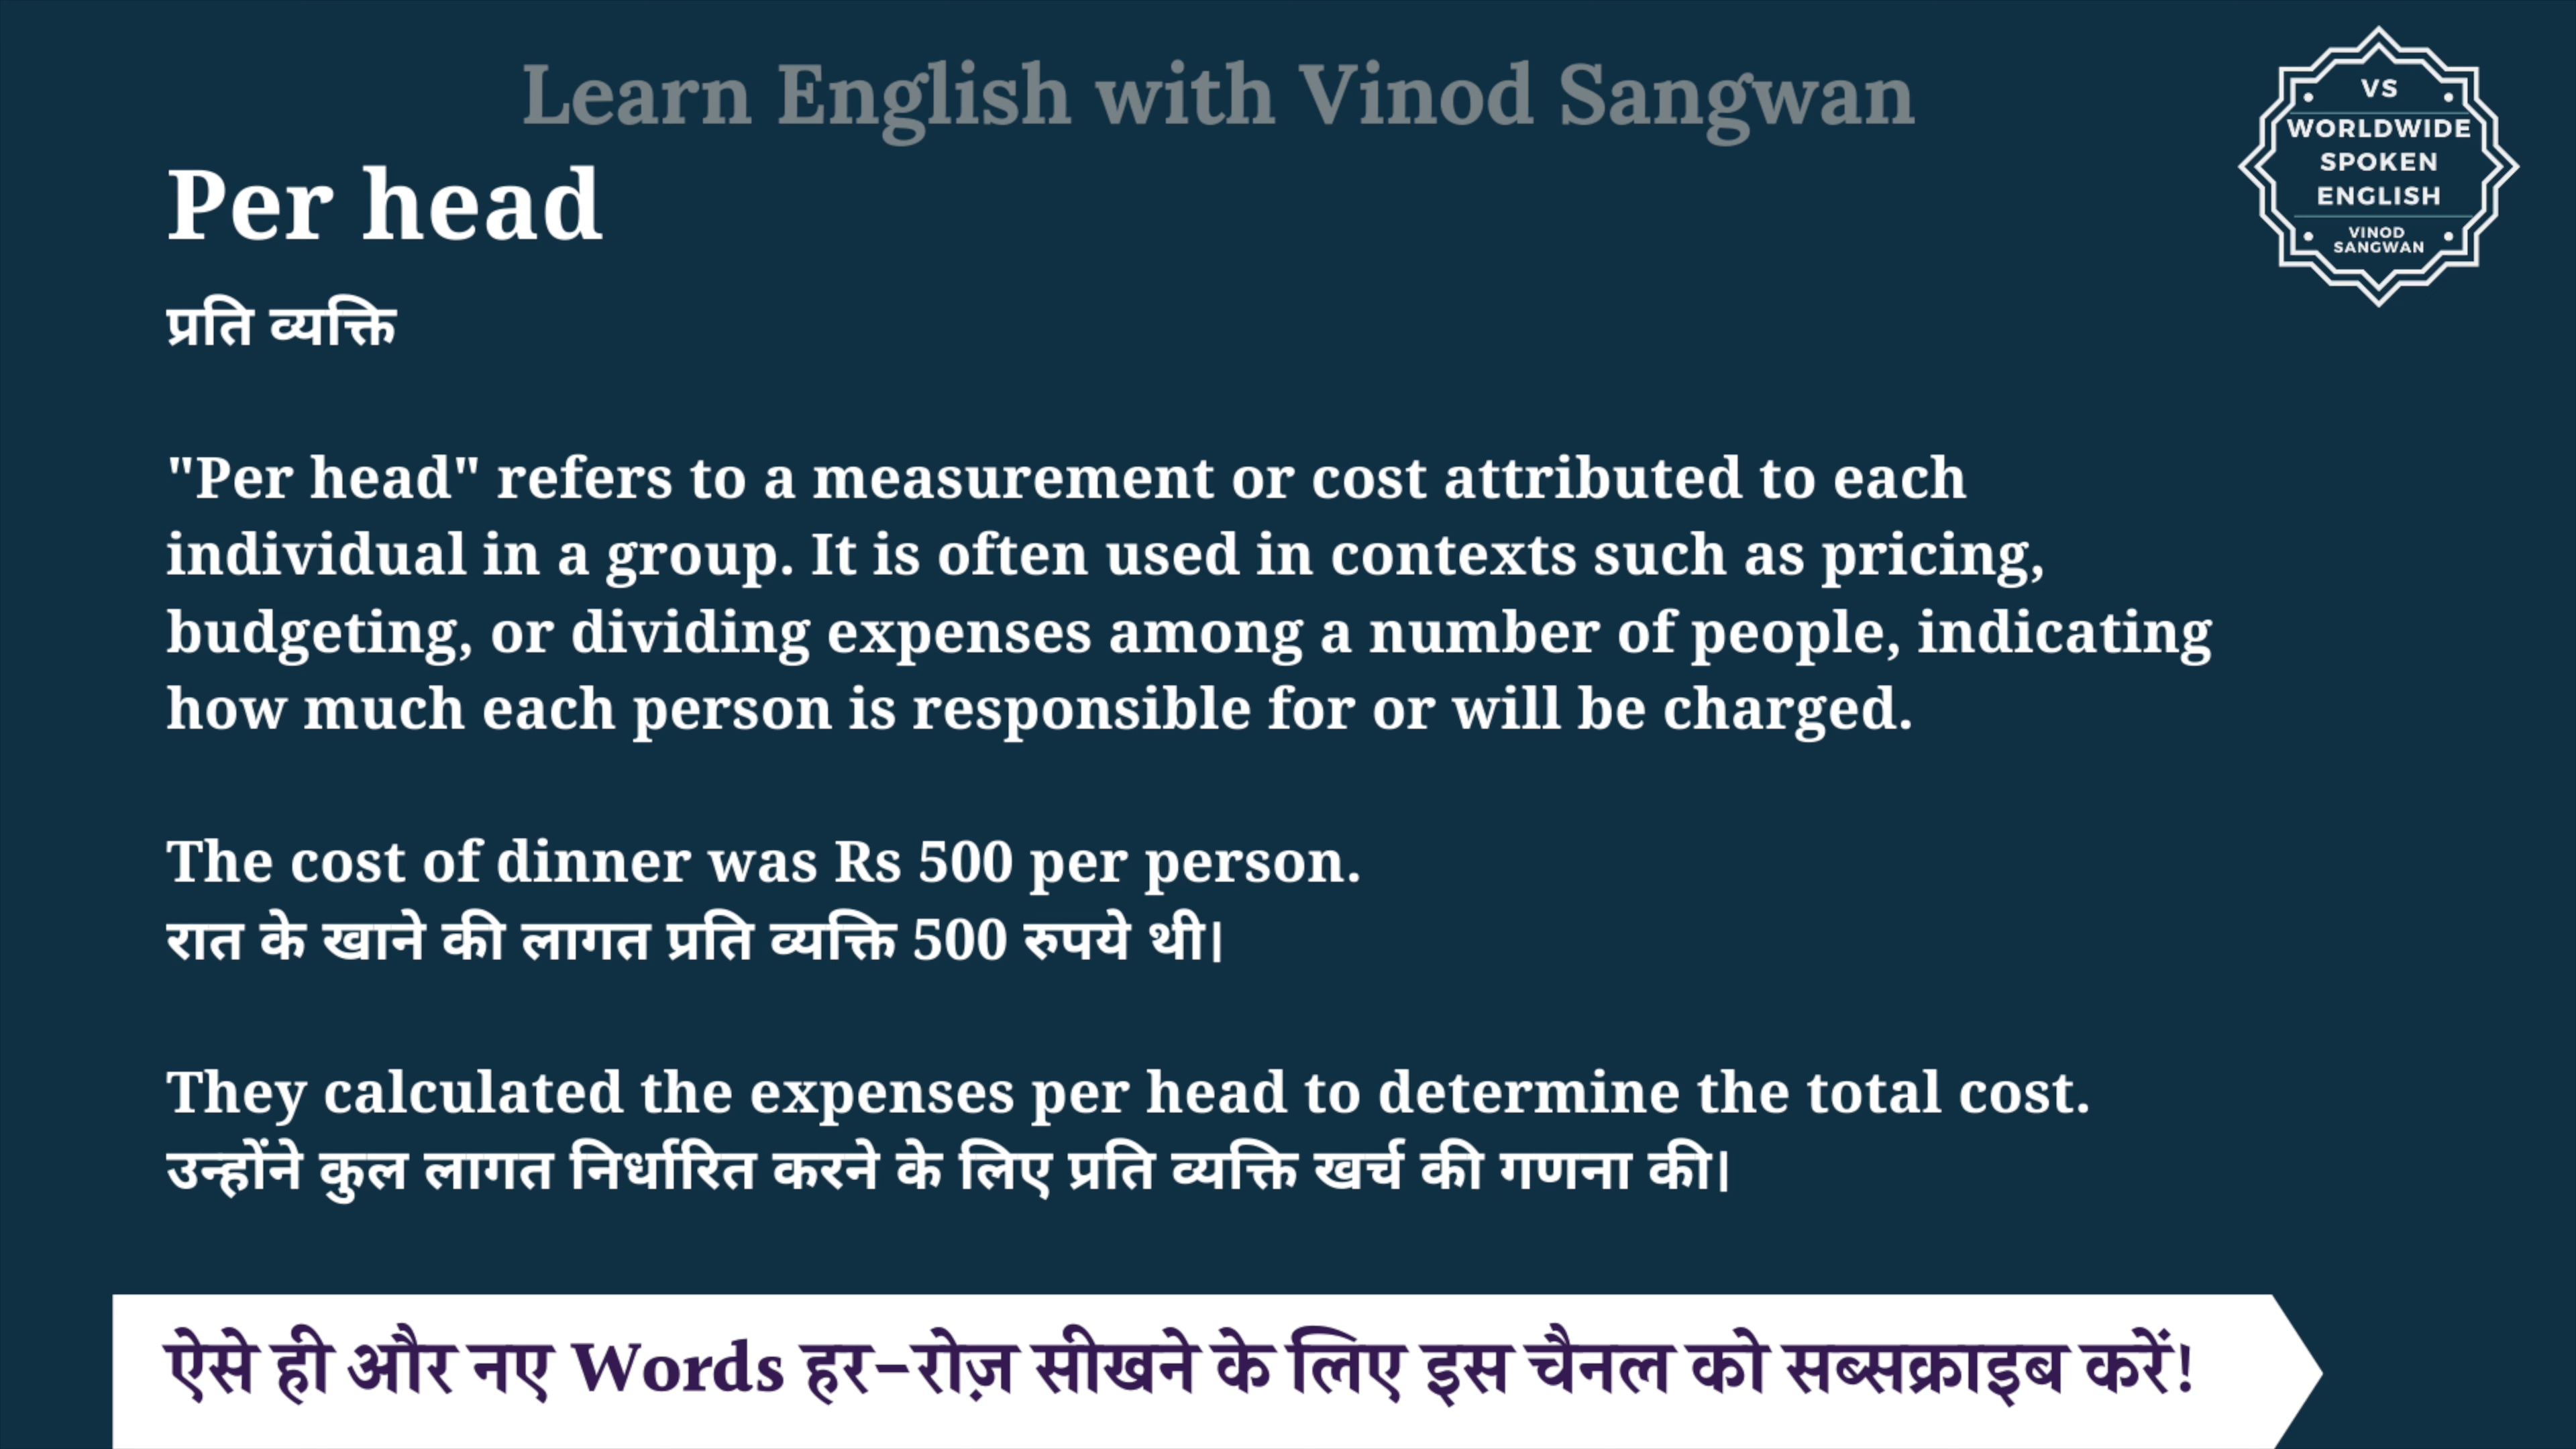 Learn English with Vinod Sangwan
VS
WORLDWIDE
SPOKEN
ENGLISH
VINOD
SANGWAN
Per head
प्रति व्यक्ति
"Per head" refers to a measurement or cost attributed to each
individual in a group. It is often used in contexts such as pricing,
budgeting, or dividing expenses among a number of people, indicating
how much each person is responsible for or will be charged.
The cost of dinner was Rs 500 per person.
रात के खाने की लागत प्रति व्यक्ति 500 रुपये थी।
They calculated the expenses per head to determine the total cost.
उन्होंने कुल लागत निर्धारित करने के लिए प्रति व्यक्ति खर्च की गणना की।
ऐसे ही और नए Words हर-रोज़ सीखने के लिए इस चैनल को सब्सक्राइब करें!